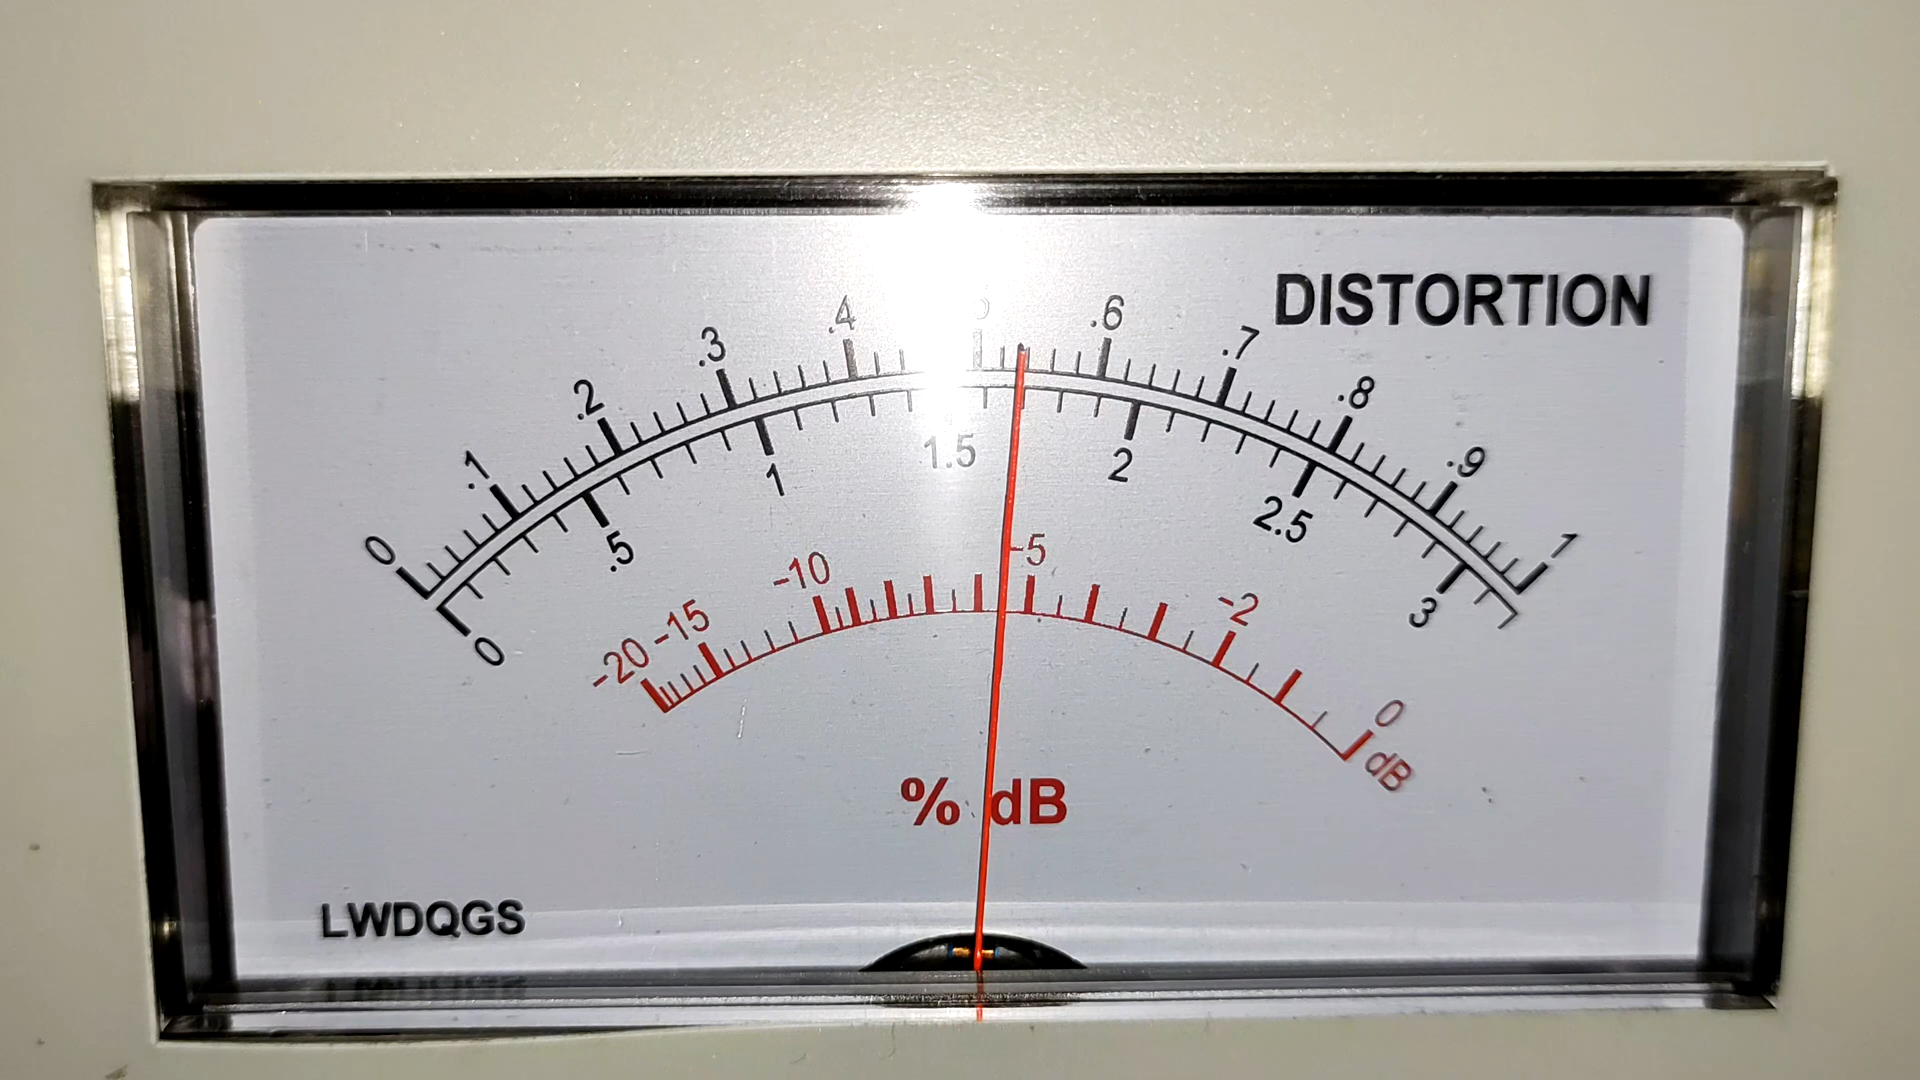 DISTORTION
0 .1 .2 .3 .4 .6 .7 .8 .9 1
0 .5 1 1.5 2 2.5 3
-20 -15 -10 -5 -2 0 dB
% dB
LWDQGS